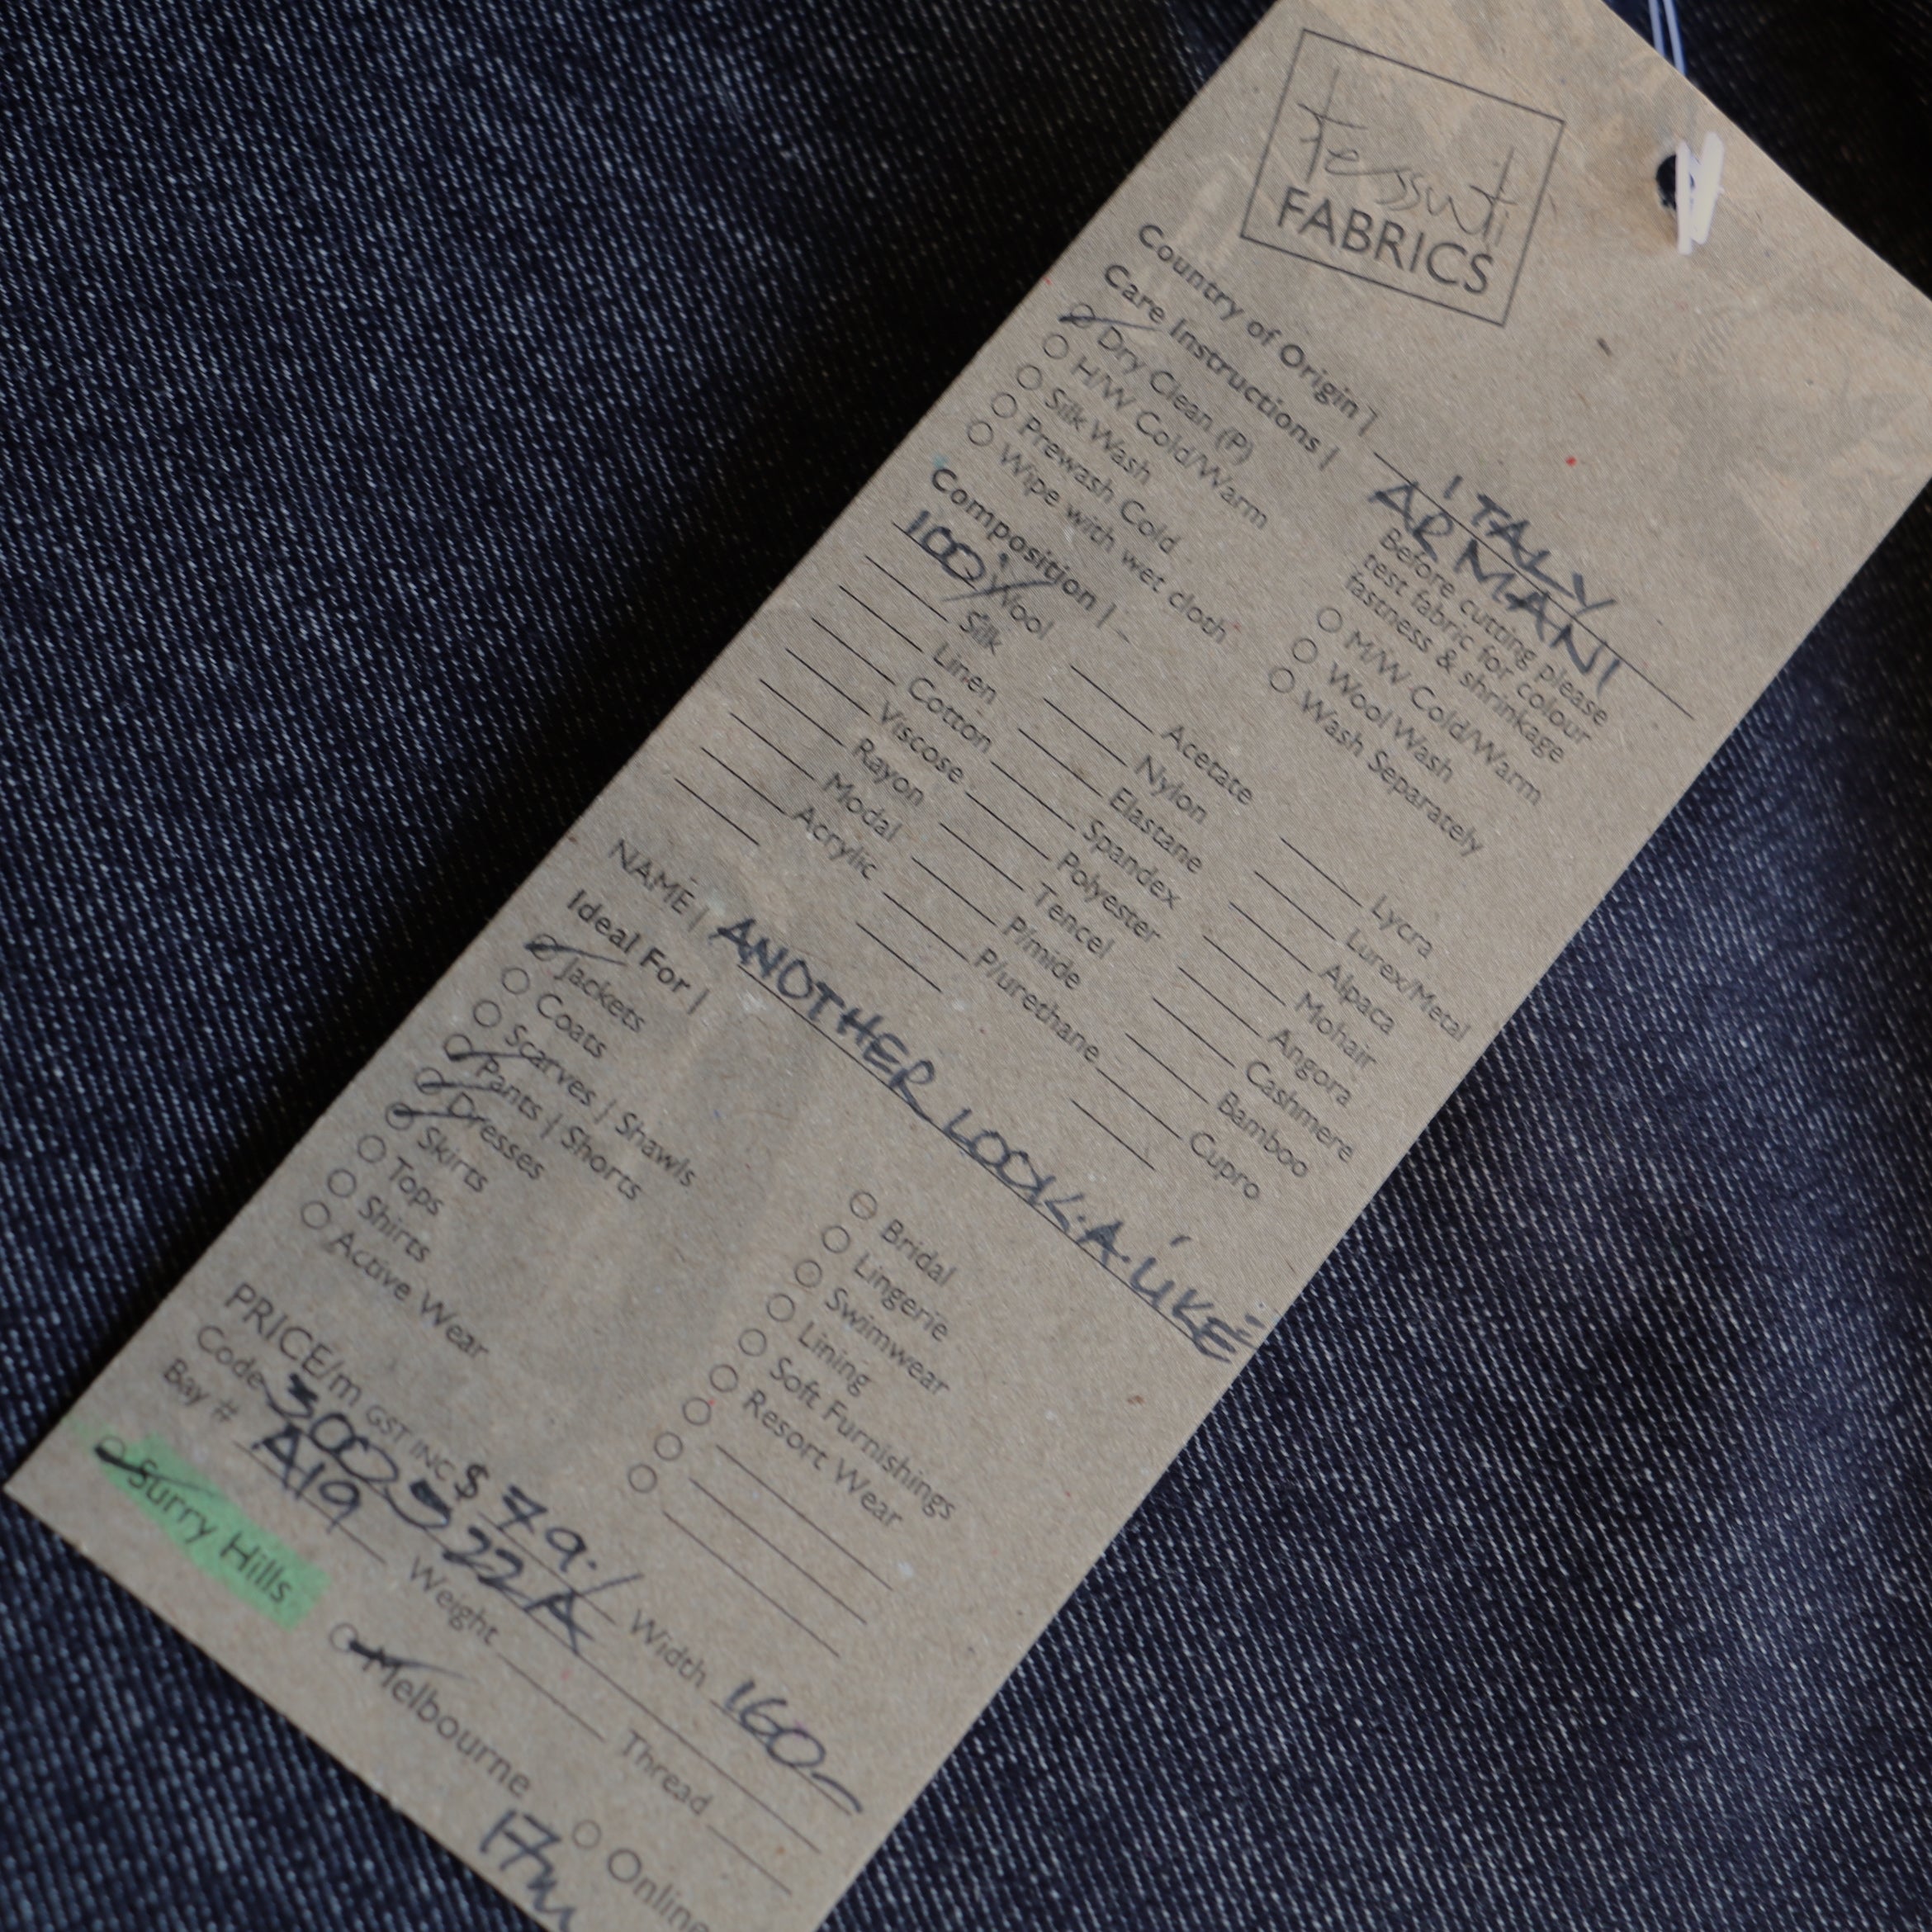 tessuti
FABRICS
Country of Origin | ITALY
ARMANI
Care Instructions |
Before cutting please
test fabric for colour
fastness & shrinkage
Dry Clean (P)
H/W Cold/Warm
Silk Wash
Prewash Cold
Wipe with wet cloth
M/W Cold/Warm
Wool Wash
Wash Separately
Composition |
100% Wool
Silk
Linen
Cotton
Viscose
Rayon
Modal
Acrylic
Acetate
Nylon
Elastane
Spandex
Polyester
Tencel
P/mide
P/urethane
Lycra
Lurex/Metal
Alpaca
Mohair
Angora
Cashmere
Bamboo
Cupro
NAME | ANOTHER LOOK·A·LIKE
Ideal For |
Jackets
Coats
Scarves | Shawls
Pants | Shorts
Dresses
Skirts
Tops
Shirts
Active Wear
Bridal
Lingerie
Swimwear
Lining
Soft Furnishings
Resort Wear
PRICE/m GST INC $ 79. Width 160
Code 22A
Bay # A19 Weight Thread
Surry Hills Melbourne Online
17m